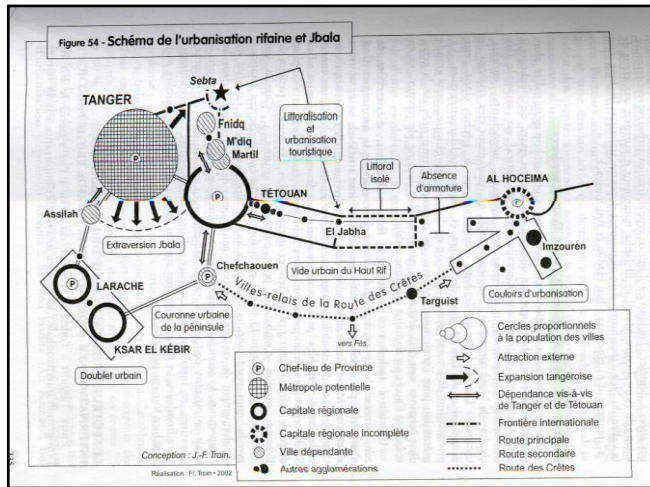 Figure 54 - Schéma de l'urbanisation rifaine et Jbala
Sebta
TANGER
P
Fnidq
M'diq
Martil
Littoralisation et
urbanisation
touristique
Littoral
isolé
Absence
d'armature
AL HOCEIMA
P
P
TÉTOUAN
Assilah
El Jabha
Imzouren
Extraversion Jbala
Chefchaouen
P
Vide urbain du Haut Rif
Villes-relais de la Route des Crêtes
Targuist
Couloirs d'urbanisation
P
LARACHE
Couronne urbaine
de la péninsule
KSAR EL KÉBIR
vers Fès
Doublet urbain
P
Chef-lieu de Province
Métropole potentielle
Capitale régionale
Capitale régionale incomplète
Ville dépendante
Autres agglomérations
Cercles proportionnels
à la population des villes
Attraction externe
Expansion tangéroise
Dépendance vis-à-vis
de Tanger et de Tétouan
Frontière internationale
Route principale
Route secondaire
Route des Crêtes
Conception : J.-F. Troin.
Réalisation : Fl. Troin • 2002